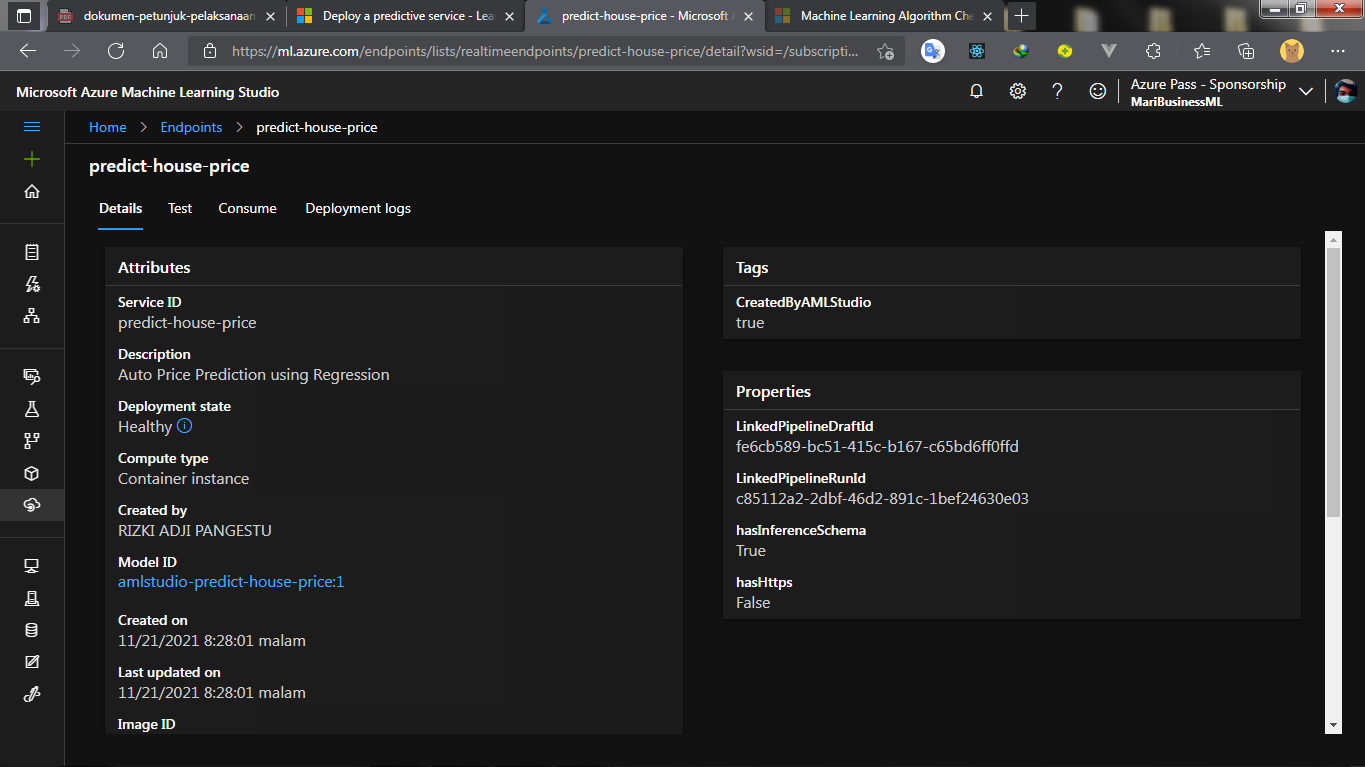 dokumen-petunjuk-pelaksanaan
Deploy a predictive service - Lea
predict-house-price - Microsoft A
Machine Learning Algorithm Che
https://ml.azure.com/endpoints/lists/realtimeendpoints/predict-house-price/detail?wsid=/subscripti...
Microsoft Azure Machine Learning Studio
Azure Pass - Sponsorship
MariBusinessML
Home > Endpoints > predict-house-price
predict-house-price
Details Test Consume Deployment logs
Attributes
Service ID
predict-house-price
Description
Auto Price Prediction using Regression
Deployment state
Healthy
Compute type
Container instance
Created by
RIZKI ADJI PANGESTU
Model ID
amlstudio-predict-house-price:1
Created on
11/21/2021 8:28:01 malam
Last updated on
11/21/2021 8:28:01 malam
Image ID
Tags
CreatedByAMLStudio
true
Properties
LinkedPipelineDraftId
fe6cb589-bc51-415c-b167-c65bd6ff0ffd
LinkedPipelineRunId
c85112a2-2dbf-46d2-891c-1bef24630e03
hasInferenceSchema
True
hasHttps
False